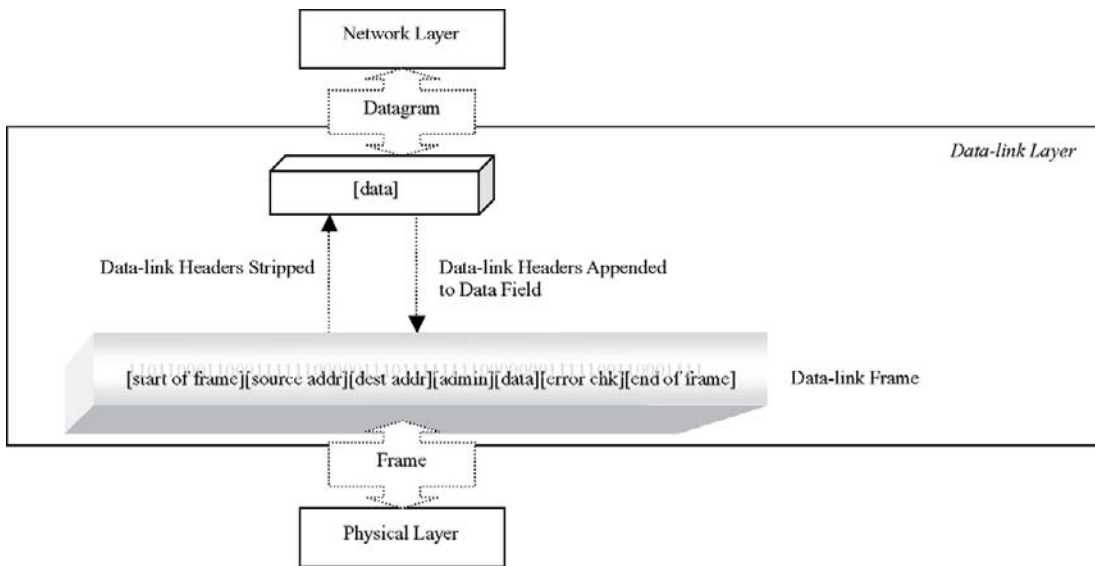 Network Layer
Datagram
Data-link Layer
[data]
Data-link Headers Stripped
Data-link Headers Appended
to Data Field
[start of frame][source addr][dest addr][admin][data][error chk][end of frame]
Data-link Frame
Frame
Physical Layer